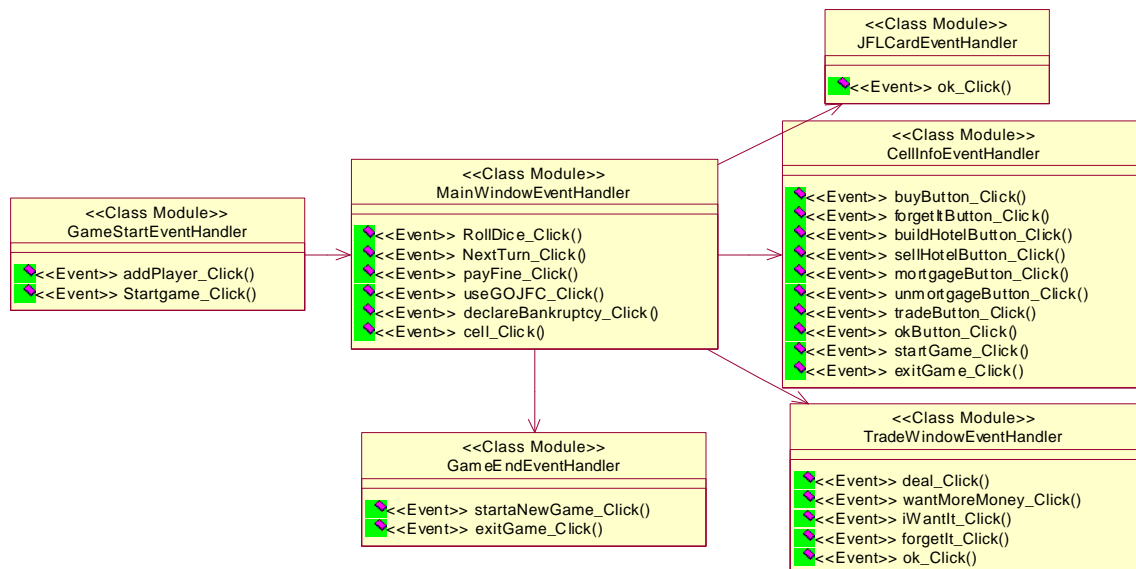 <<Class Module>>
JFLCardEventHandler
<<Event>> ok_Click()
<<Class Module>>
CellInfoEventHandler
<<Event>> buyButton_Click()
<<Event>> forgetItButton_Click()
<<Event>> buildHotelButton_Click()
<<Event>> sellHotelButton_Click()
<<Event>> mortgageButton_Click()
<<Event>> unmortgageButton_Click()
<<Event>> tradeButton_Click()
<<Event>> okButton_Click()
<<Event>> startGame_Click()
<<Event>> exitGame_Click()
<<Class Module>>
MainWindowEventHandler
<<Event>> RollDice_Click()
<<Event>> NextTurn_Click()
<<Event>> payFine_Click()
<<Event>> useGOJFC_Click()
<<Event>> declareBankruptcy_Click()
<<Event>> cell_Click()
<<Class Module>>
GameStartEventHandler
<<Event>> addPlayer_Click()
<<Event>> Startgame_Click()
<<Class Module>>
GameEndEventHandler
<<Event>> startaNewGame_Click()
<<Event>> exitGame_Click()
<<Class Module>>
TradeWindowEventHandler
<<Event>> deal_Click()
<<Event>> wantMoreMoney_Click()
<<Event>> iWantIt_Click()
<<Event>> forgetIt_Click()
<<Event>> ok_Click()